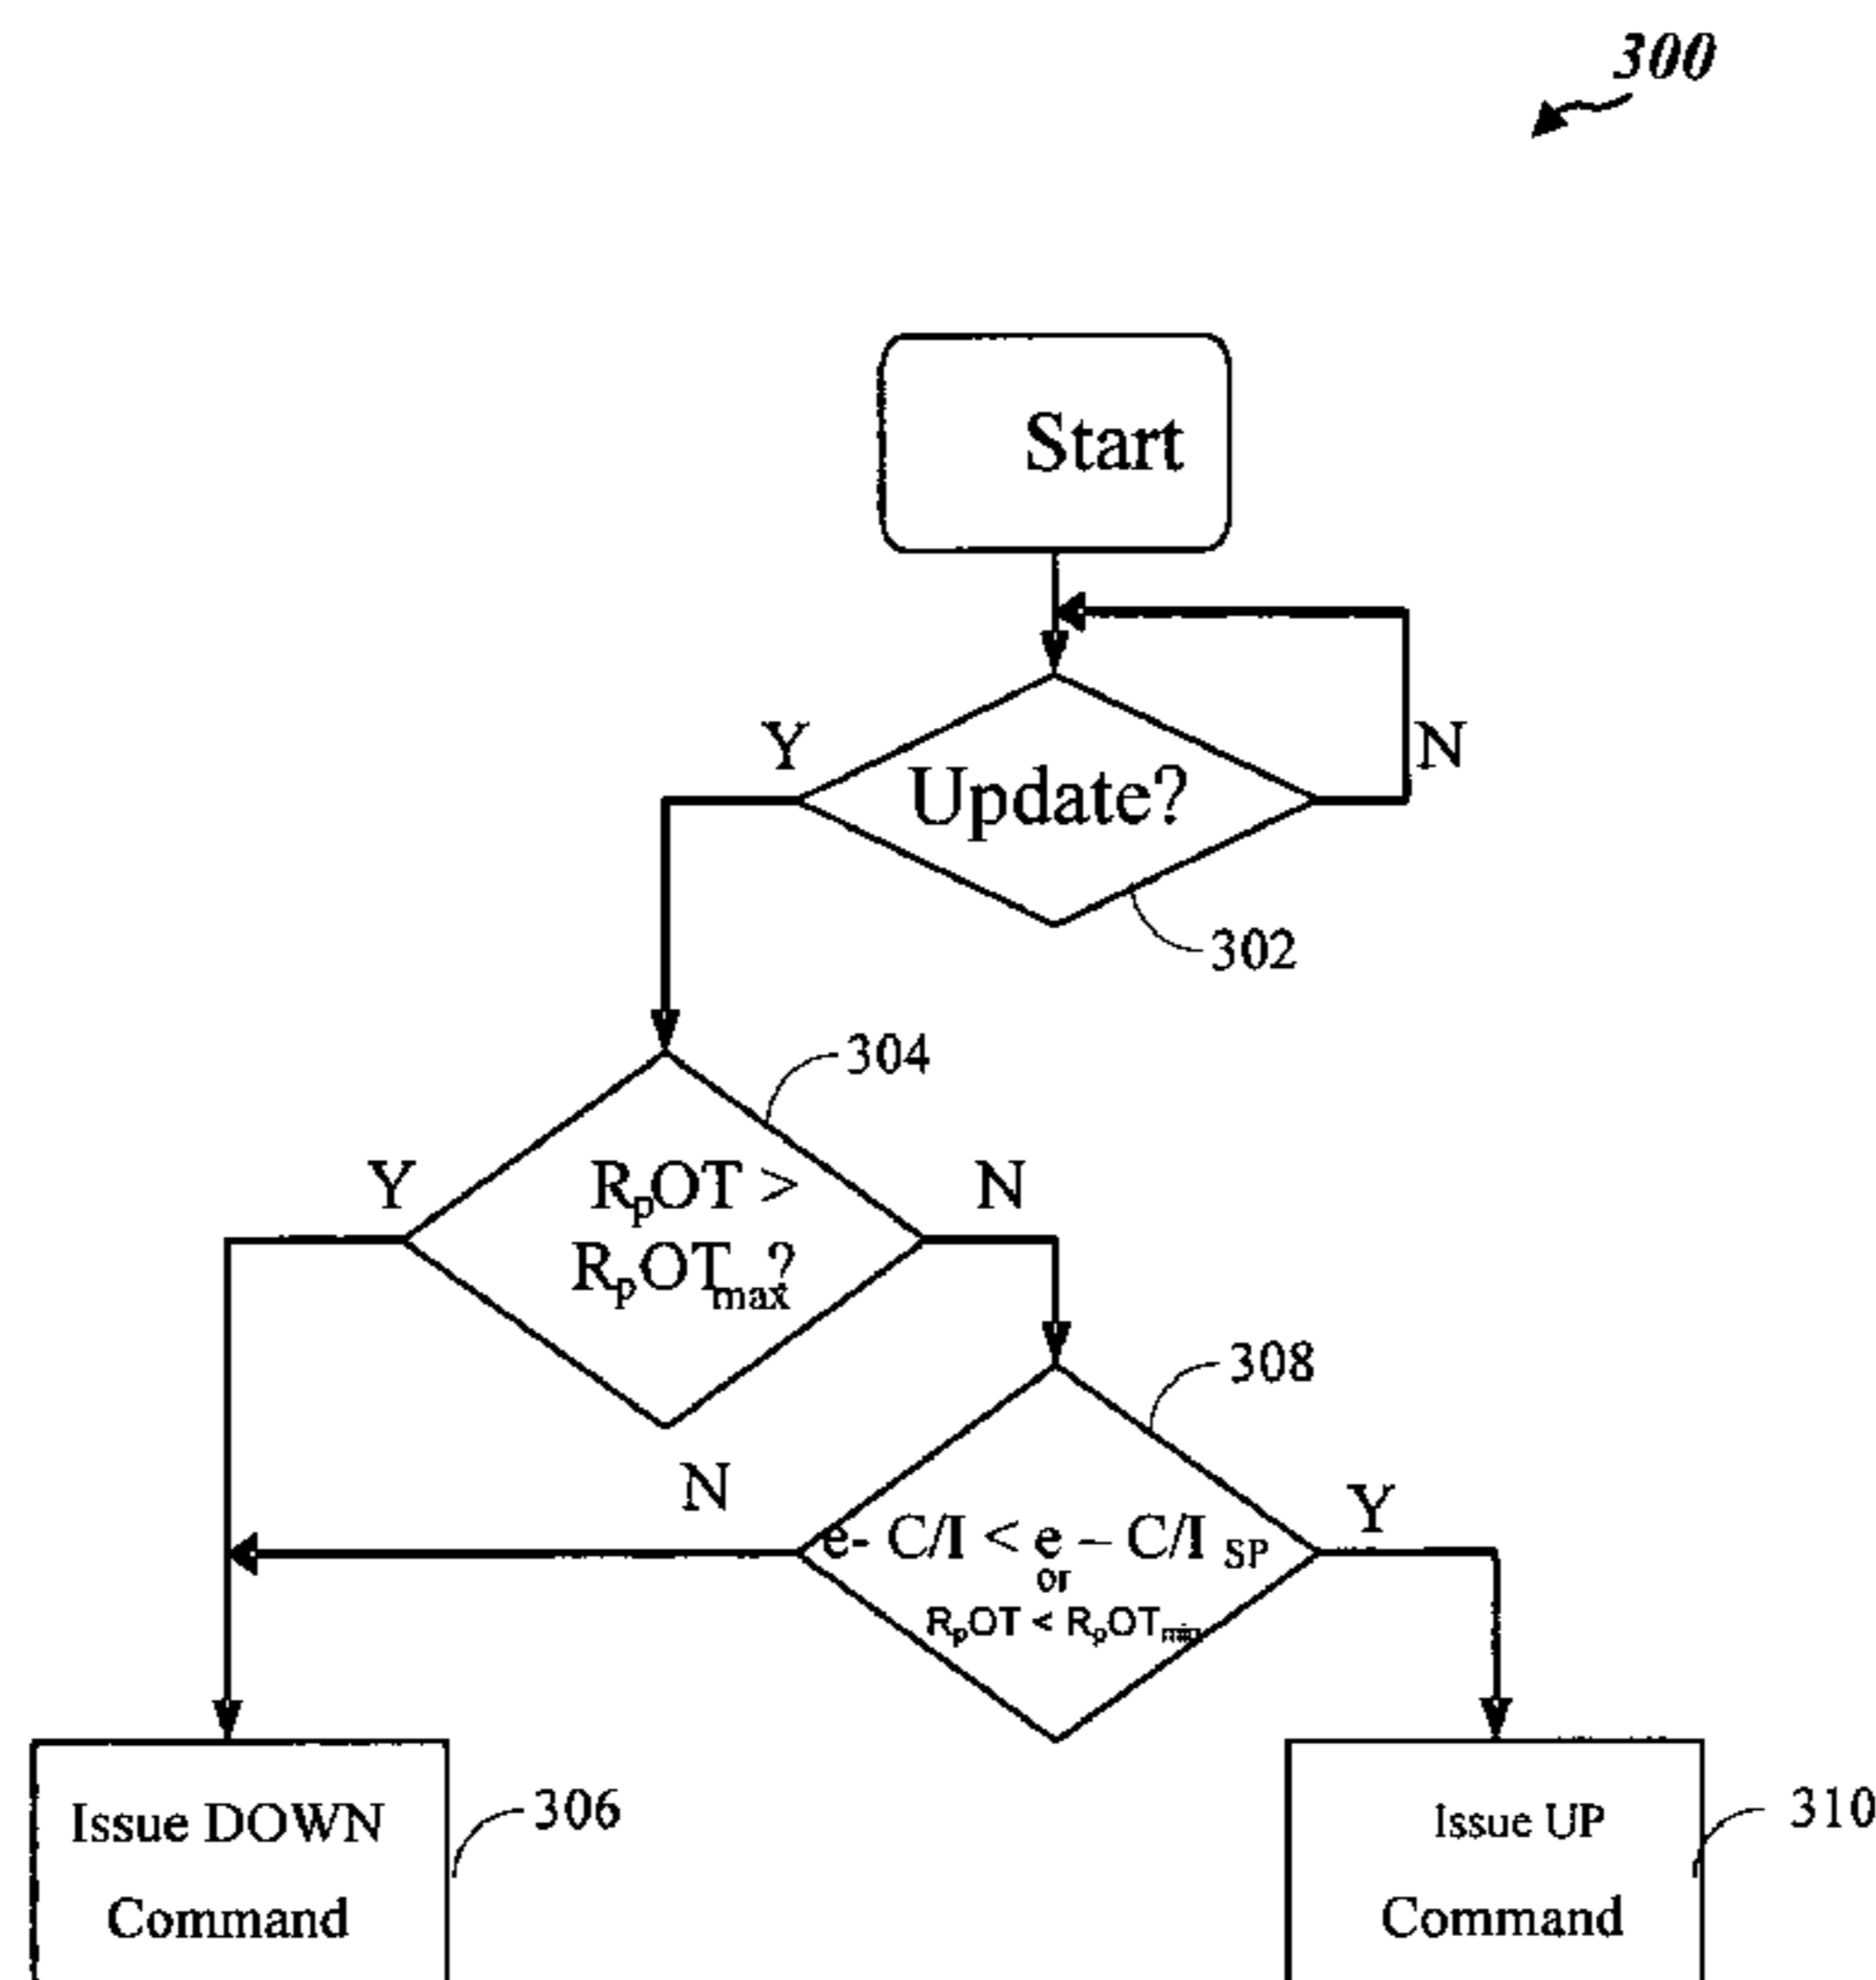 300
Start
Y
N
Update?
302
304
Y
RpOT >
N
RpOTmax?
308
N
Y
e- C/I < e – C/I SP
or
RpOT < RpOTmin
Issue DOWN
Command
306
Issue UP
Command
310